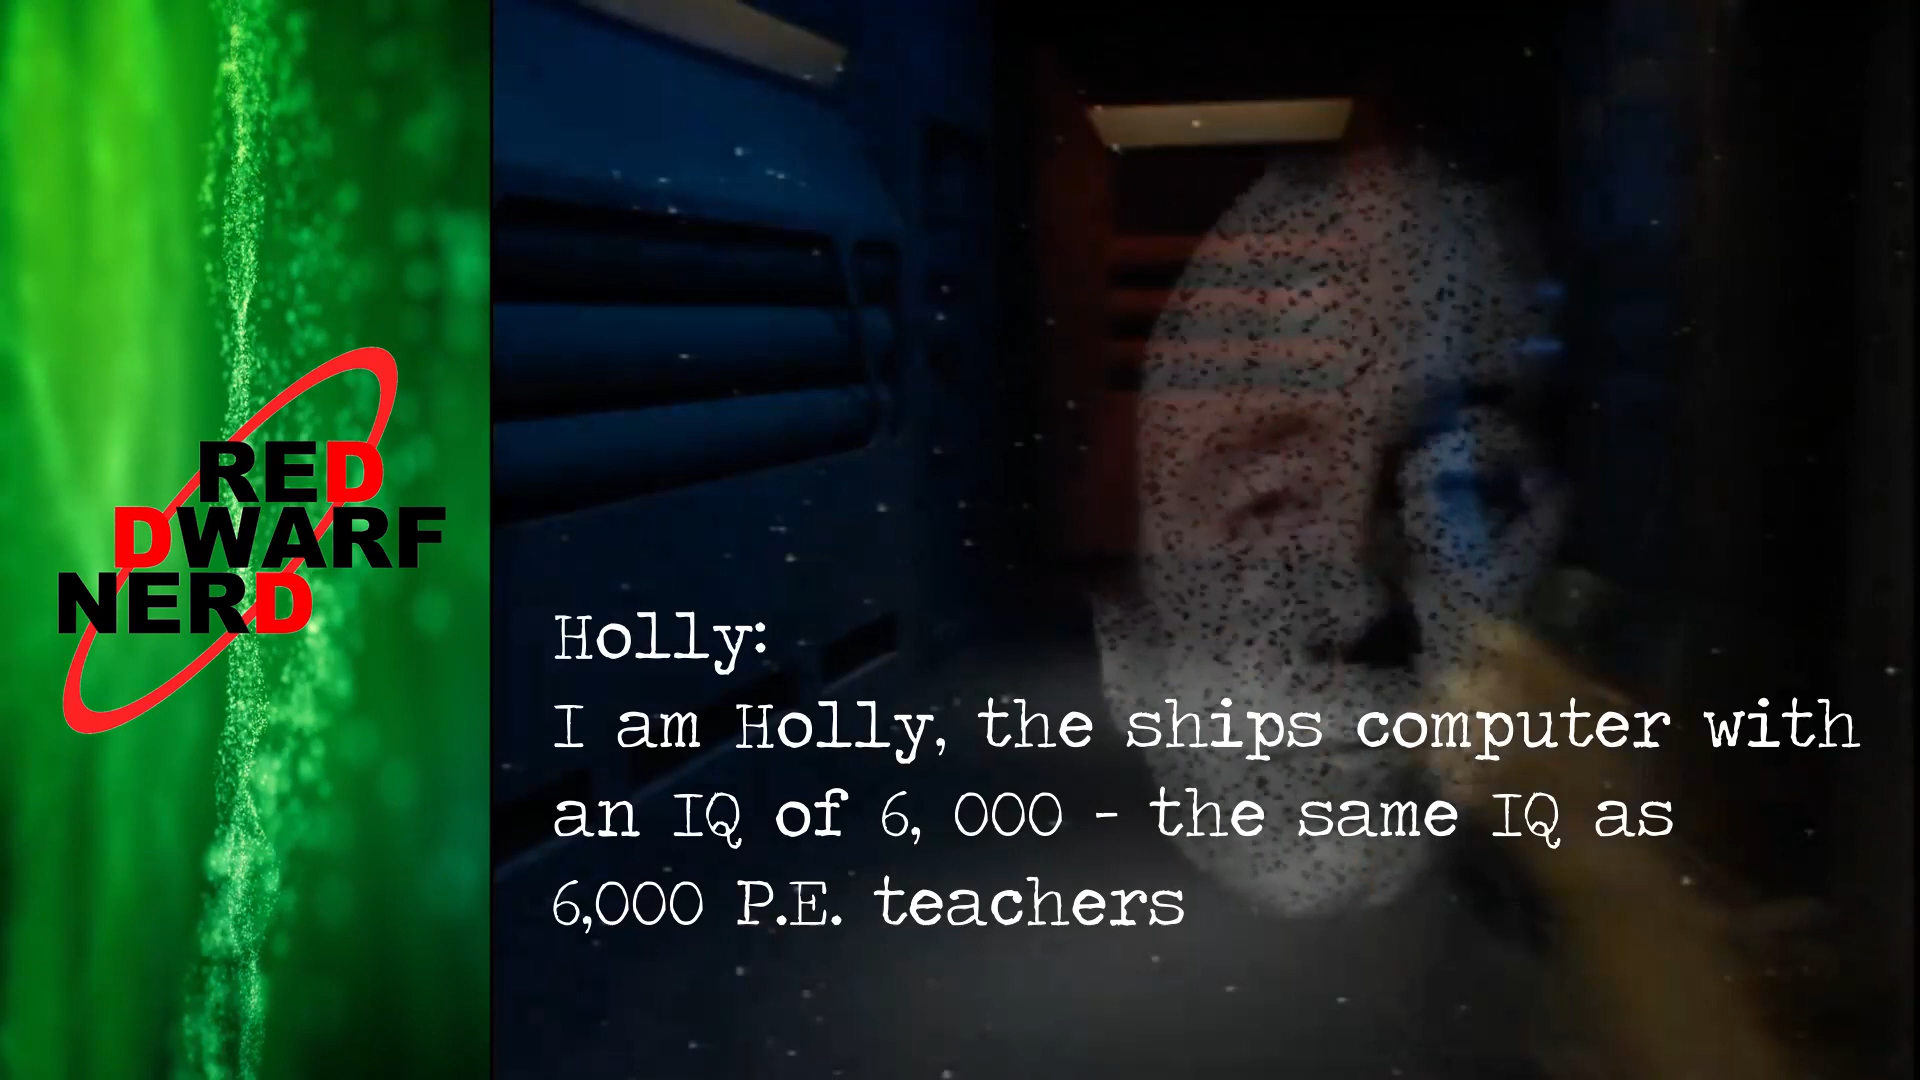 RED
DWARF
NERD
Holly:
I am Holly, the ships computer with
an IQ of 6, 000 - the same IQ as
6,000 P.E. teachers